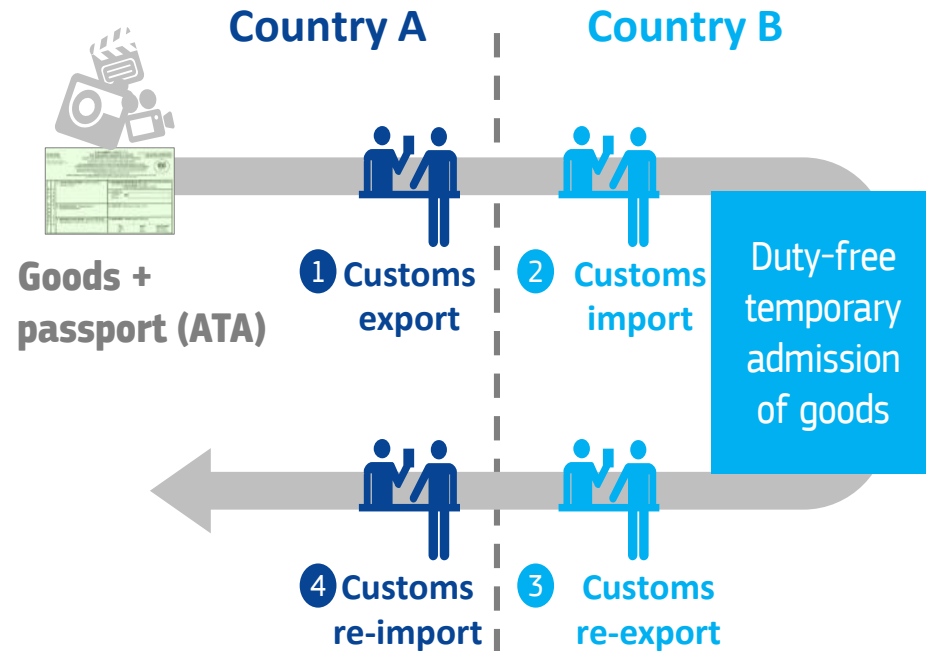 Country A
Country B
Goods +
passport (ATA)
1 Customs
export
2 Customs
import
Duty-free
temporary
admission
of goods
4 Customs
re-import
3 Customs
re-export